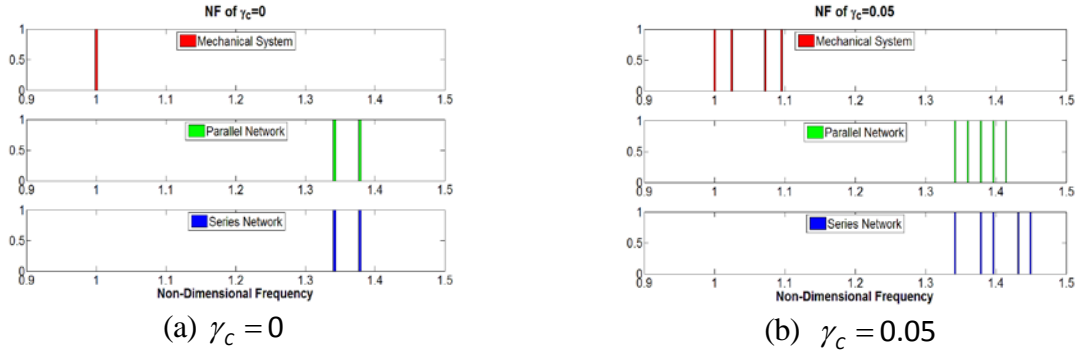 NF of γc=0
1
0.5
0
Mechanical System
0.9 1 1.1 1.2 1.3 1.4 1.5
1
0.5
0
Parallel Network
0.9 1 1.1 1.2 1.3 1.4 1.5
1
0.5
0
Series Network
0.9 1 1.1 1.2 1.3 1.4 1.5
Non-Dimensional Frequency
(a) γc = 0
NF of γc=0.05
1
0.5
0
Mechanical System
0.9 1 1.1 1.2 1.3 1.4 1.5
1
0.5
0
Parallel Network
0.9 1 1.1 1.2 1.3 1.4 1.5
1
0.5
0
Series Network
0.9 1 1.1 1.2 1.3 1.4 1.5
Non-Dimensional Frequency
(b) γc = 0.05